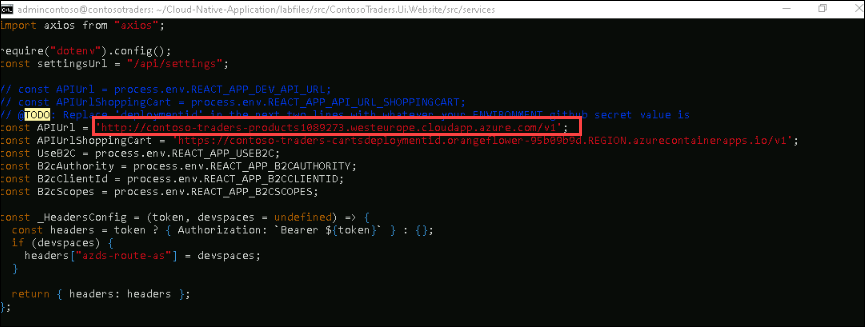 admincontoso@contosotraders: ~/Cloud-Native-Application/labfiles/src/ContosoTraders.Ui.Website/src/services
import axios from "axios";
require("dotenv").config();
const settingsUrl = "/api/settings";
// const APIUrl = process.env.REACT_APP_DEV_API_URL;
// const APIUrlShoppingCart = process.env.REACT_APP_API_URL_SHOPPINGCART;
// @TODO: Replace 'deploymentid' in the next two lines with whatever your ENVIRONMENT github secret value is
const APIUrl = 'http://contoso-traders-products1089273.westeurope.cloudapp.azure.com/v1';
const APIUrlShoppingCart = 'https://contoso-traders-cartsdeploymentid.orangeflower-95b09b9d.REGION.azurecontainerapps.io/v1';
const UseB2C = process.env.REACT_APP_USEB2C;
const B2cAuthority = process.env.REACT_APP_B2CAUTHORITY;
const B2cClientId = process.env.REACT_APP_B2CCLIENTID;
const B2cScopes = process.env.REACT_APP_B2CSCOPES;
const _HeadersConfig = (token, devspaces = undefined) => {
const headers = token ? { Authorization: `Bearer ${token}` } : {};
if (devspaces) {
headers["azds-route-as"] = devspaces;
}
return { headers: headers };
};